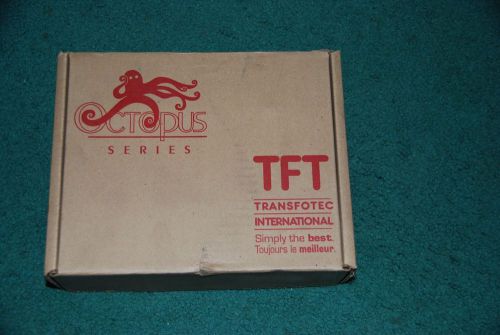 Octopus
SERIES
TFT
TRANSFOTEC
INTERNATIONAL
Simply the best.
Toujours le meilleur.